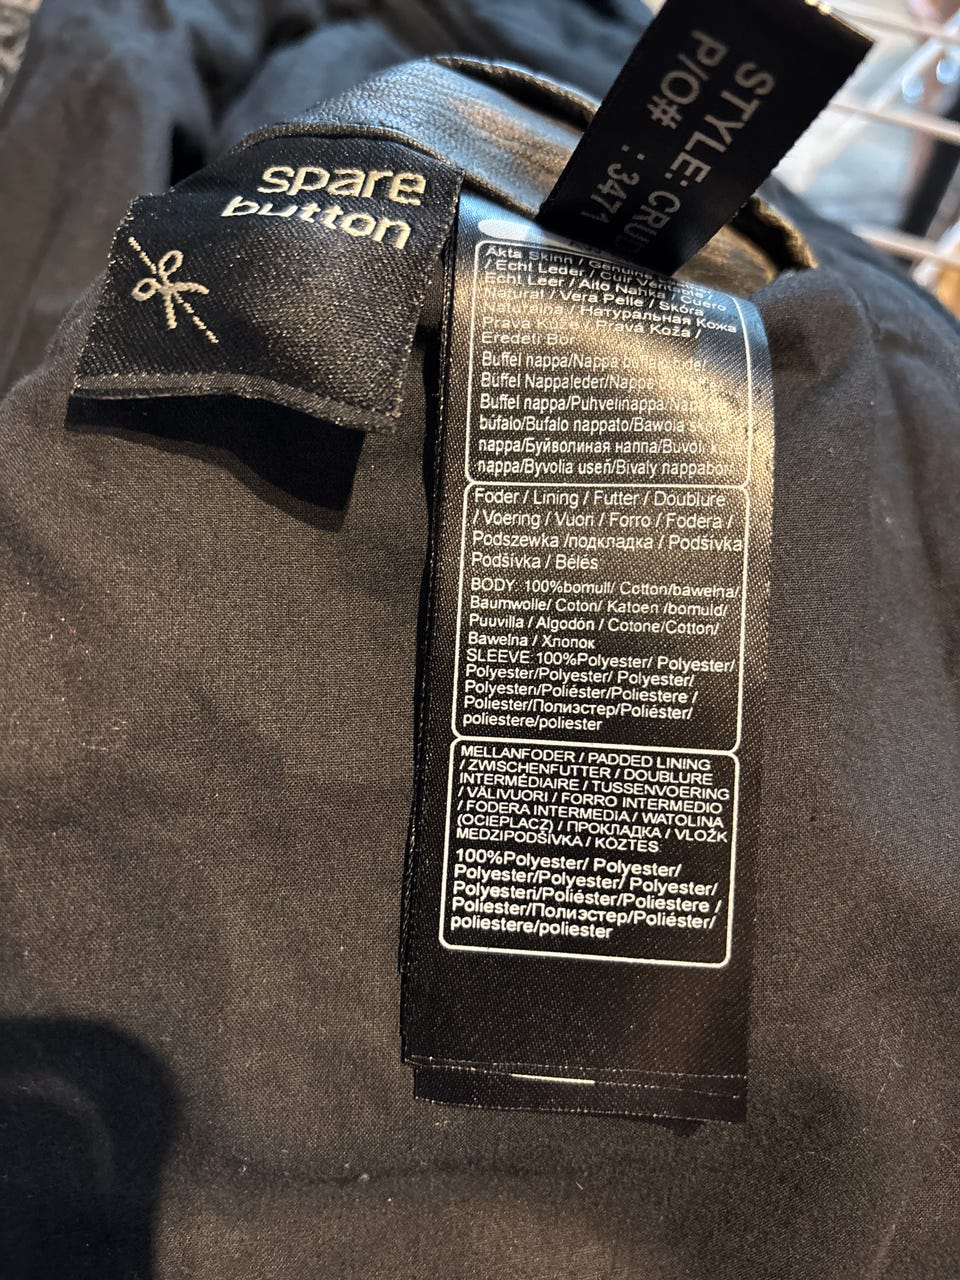 spare
button
STYLE: CRU
P/O#
: 3471
Äkta Skinn / Genuine
/ Echt Leder / Cuir Véritable /
Echt Leer / Aito Nahka / Cuero
Natural / Vera Pelle / Skóra
Натуральная Кожа
Pravá Kůže / Pravá Koža /
Eredeti Bőr
Buffel nappa/Nappa
Buffel Nappaleder/Nappa
Buffel nappa/Puhvelinappa/
bufalo/Bufalo nappato/Bawola
nappa/Буйволиная наппа/Buvolí
nappa/Byvolia useň/Bivaly nappabőr
Foder / Lining / Futter / Doublure
/ Voering / Vuori / Forro / Fodera /
Podszewka /подкладка / Podšívka
Podšívka / Bélés
BODY: 100%bomull/ Cotton/bawełna/
Baumwolle/ Coton/ Katoen /bomuld/
Puuvilla / Algodón / Cotone/Cotton/
Bawełna / Хлопок
SLEEVE:100%Polyester/ Polyester/
Polyester/Polyester/ Polyester/
Polyesteri/Poliéster/Poliestere /
Poliester/Полиэстер/Poliéster/
poliestere/poliester
MELLANFODER / PADDED LINING
/ ZWISCHENFUTTER / DOUBLURE
INTERMÉDIAIRE / TUSSENVOERING
/ VÄLIVUORI / FORRO INTERMEDIO
/ FODERA INTERMEDIA / WATOLINA
(OCIEPLACZ) / ПРОКЛАДКА / VLOŽK
MEDZIPODŠÍVKA / KÖZTES
100%Polyester/ Polyester/
Polyester/Polyester/ Polyester/
Polyesteri/Poliéster/Poliestere /
Poliester/Полиэстер/Poliéster/
poliestere/poliester